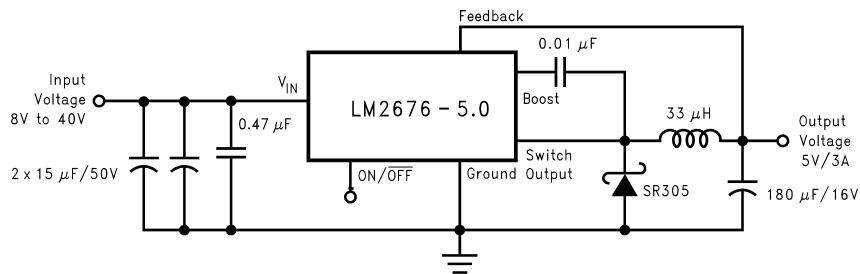 Feedback
0.01 μF
Input
Voltage
8V to 40V
VIN
LM2676 - 5.0
Boost
33 μH
Output
Voltage
5V/3A
0.47 μF
Switch
Output
2 x 15 μF/50V
ON/OFF
Ground
SR305
180 μF/16V